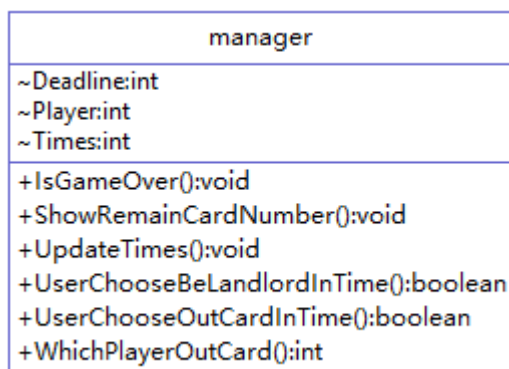 manager
~Deadline:int
~Player:int
~Times:int
+IsGameOver():void
+ShowRemainCardNumber():void
+UpdateTimes():void
+UserChooseBeLandlordInTime():boolean
+UserChooseOutCardInTime():boolean
+WhichPlayerOutCard():int